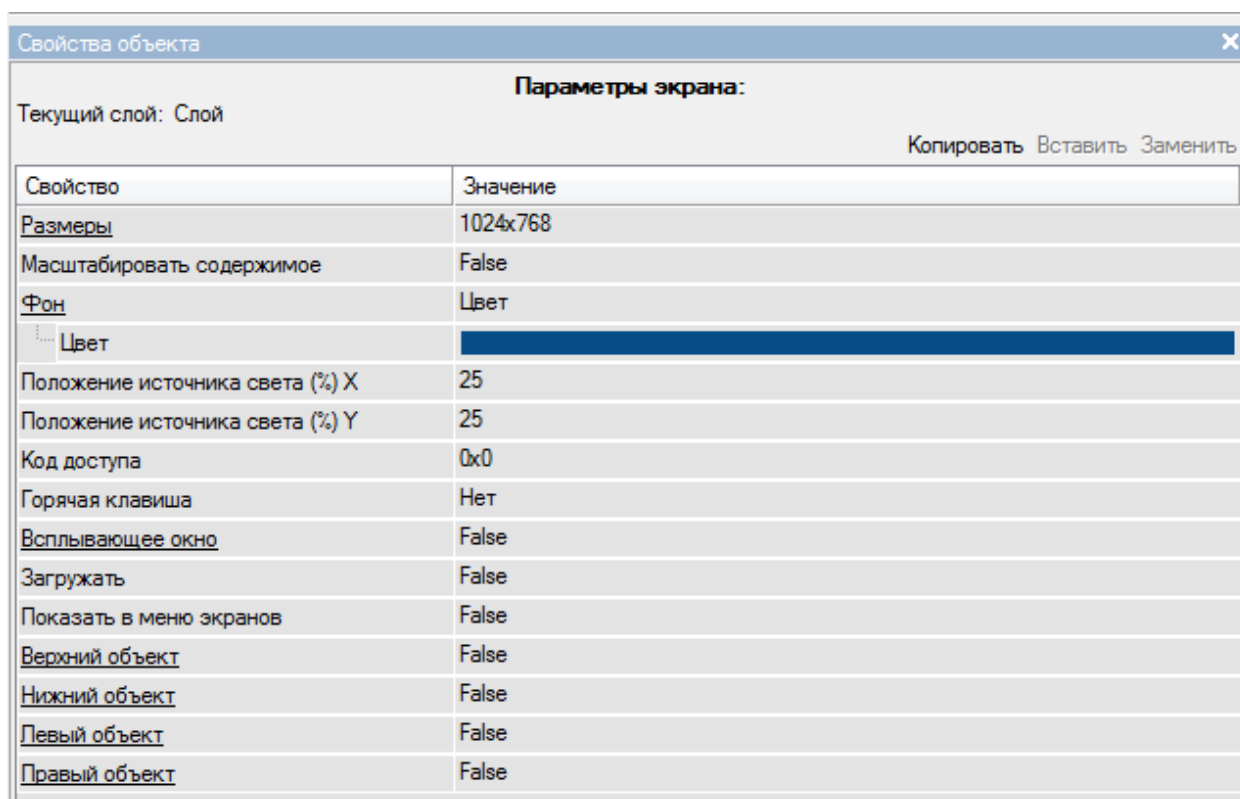 Свойства объекта
Параметры экрана:
Текущий слой: Слой
Копировать Вставить Заменить
Свойство Значение
Размеры 1024x768
Масштабировать содержимое False
Фон Цвет
Цвет
Положение источника света (%) X 25
Положение источника света (%) Y 25
Код доступа 0x0
Горячая клавиша Нет
Всплывающее окно False
Загружать False
Показать в меню экранов False
Верхний объект False
Нижний объект False
Левый объект False
Правый объект False